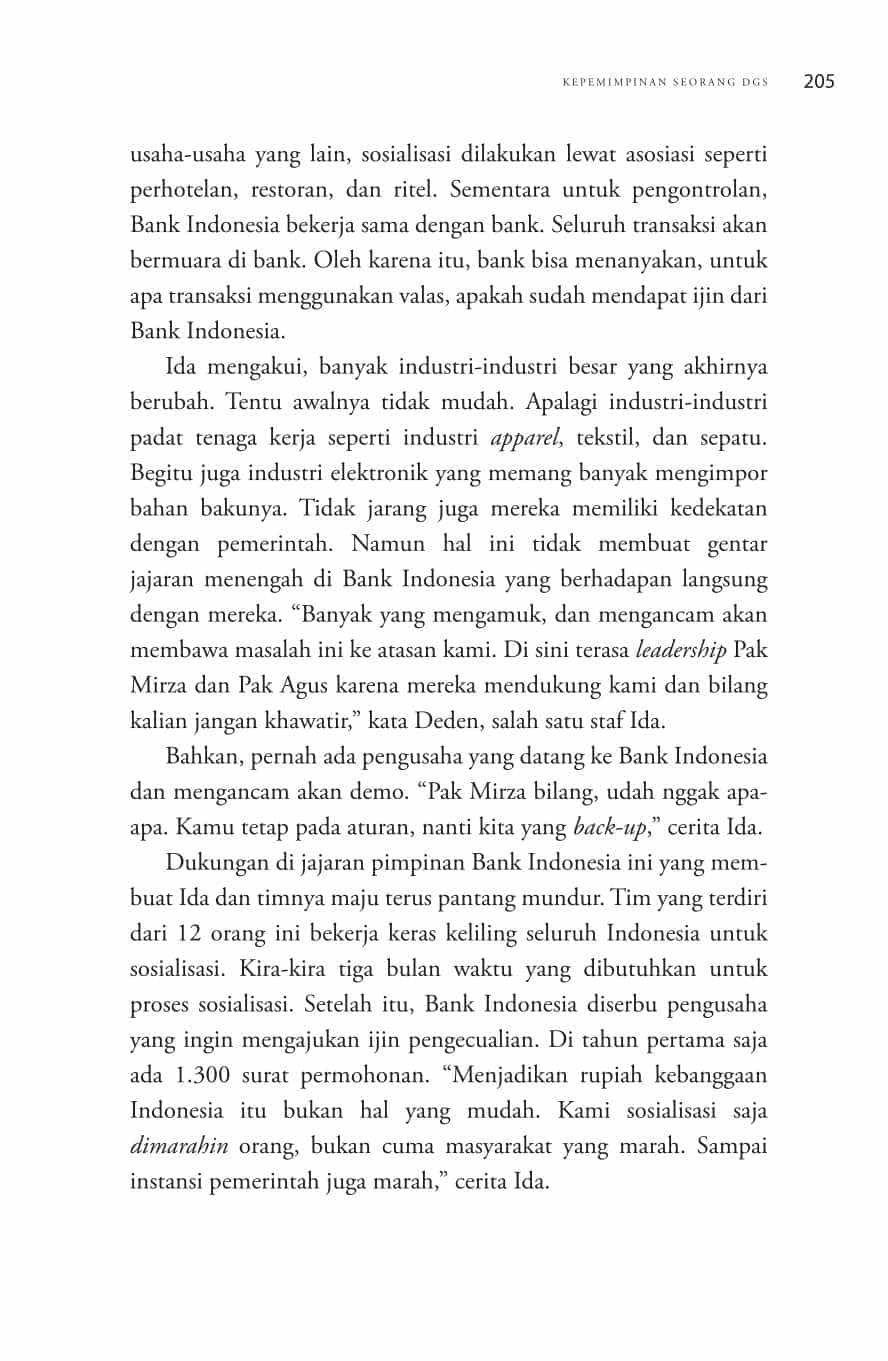 KEPEMIMPINAN SEORANG DGS 205
usaha-usaha yang lain, sosialisasi dilakukan lewat asosiasi seperti
perhotelan, restoran, dan ritel. Sementara untuk pengontrolan,
Bank Indonesia bekerja sama dengan bank. Seluruh transaksi akan
bermuara di bank. Oleh karena itu, bank bisa menanyakan, untuk
apa transaksi menggunakan valas, apakah sudah mendapat ijin dari
Bank Indonesia.
Ida mengakui, banyak industri-industri besar yang akhirnya
berubah. Tentu awalnya tidak mudah. Apalagi industri-industri
padat tenaga kerja seperti industri apparel, tekstil, dan sepatu.
Begitu juga industri elektronik yang memang banyak mengimpor
bahan bakunya. Tidak jarang juga mereka memiliki kedekatan
dengan pemerintah. Namun hal ini tidak membuat gentar
jajaran menengah di Bank Indonesia yang berhadapan langsung
dengan mereka. “Banyak yang mengamuk, dan mengancam akan
membawa masalah ini ke atasan kami. Di sini terasa leadership Pak
Mirza dan Pak Agus karena mereka mendukung kami dan bilang
kalian jangan khawatir,” kata Deden, salah satu staf Ida.
Bahkan, pernah ada pengusaha yang datang ke Bank Indonesia
dan mengancam akan demo. “Pak Mirza bilang, udah nggak apa-
apa. Kamu tetap pada aturan, nanti kita yang back-up,” cerita Ida.
Dukungan di jajaran pimpinan Bank Indonesia ini yang mem-
buat Ida dan timnya maju terus pantang mundur. Tim yang terdiri
dari 12 orang ini bekerja keras keliling seluruh Indonesia untuk
sosialisasi. Kira-kira tiga bulan waktu yang dibutuhkan untuk
proses sosialisasi. Setelah itu, Bank Indonesia diserbu pengusaha
yang ingin mengajukan ijin pengecualian. Di tahun pertama saja
ada 1.300 surat permohonan. “Menjadikan rupiah kebanggaan
Indonesia itu bukan hal yang mudah. Kami sosialisasi saja
dimarahin orang, bukan cuma masyarakat yang marah. Sampai
instansi pemerintah juga marah,” cerita Ida.